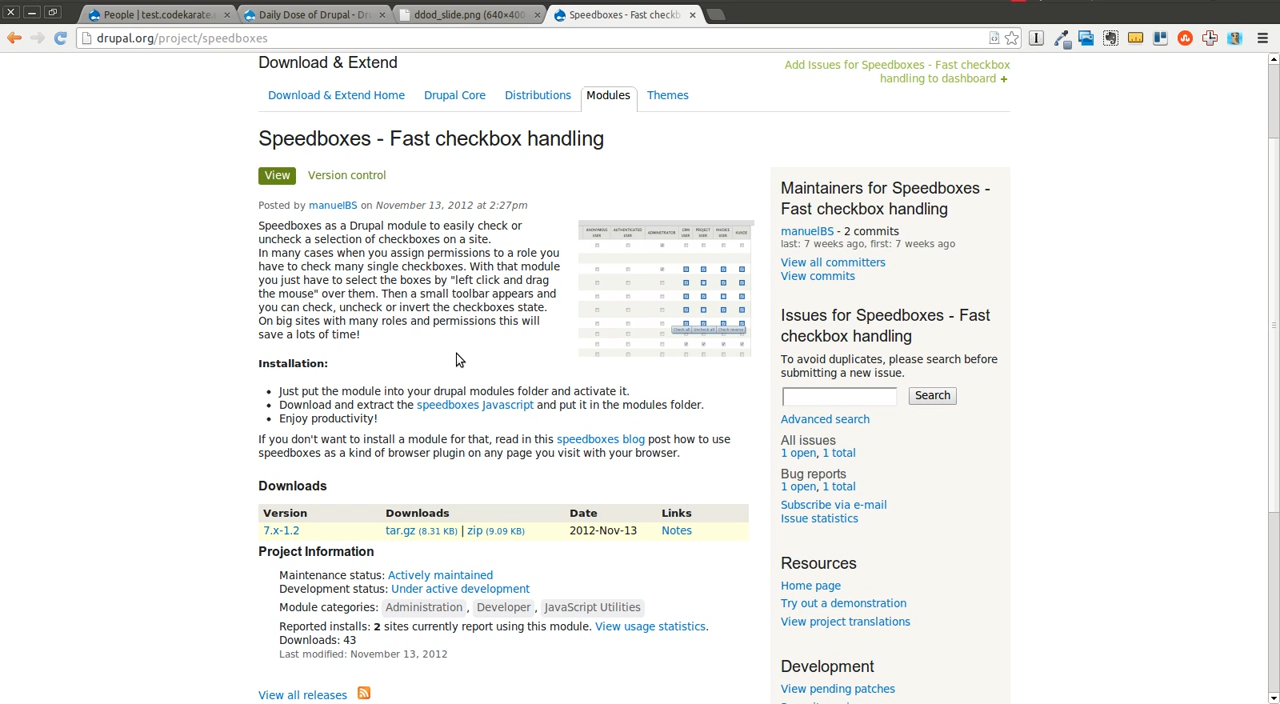 People | test.codekarate.
Daily Dose of Drupal - Dr
ddod_slide.png (640×400
Speedboxes - Fast checkb
drupal.org/project/speedboxes
Download & Extend
Add Issues for Speedboxes - Fast checkbox
handling to dashboard +
Download & Extend Home Drupal Core Distributions Modules Themes
Speedboxes - Fast checkbox handling
View Version control
Posted by manuelBS on November 13, 2012 at 2:27pm
Speedboxes as a Drupal module to easily check or
uncheck a selection of checkboxes on a site.
In many cases when you assign permissions to a role you
have to check many single checkboxes. With that module
you just have to select the boxes by "left click and drag
the mouse" over them. Then a small toolbar appears and
you can check, uncheck or invert the checkboxes state.
On big sites with many roles and permissions this will
save a lots of time!
Installation:
• Just put the module into your drupal modules folder and activate it.
• Download and extract the speedboxes Javascript and put it in the modules folder.
• Enjoy productivity!
If you don't want to install a module for that, read in this speedboxes blog post how to use
speedboxes as a kind of browser plugin on any page you visit with your browser.
Downloads
Version Downloads Date Links
7.x-1.2 tar.gz (8.31 KB) | zip (9.09 KB) 2012-Nov-13 Notes
Project Information
Maintenance status: Actively maintained
Development status: Under active development
Module categories: Administration , Developer , JavaScript Utilities
Reported installs: 2 sites currently report using this module. View usage statistics.
Downloads: 43
Last modified: November 13, 2012
View all releases
Maintainers for Speedboxes -
Fast checkbox handling
manuelBS - 2 commits
last: 7 weeks ago, first: 7 weeks ago
View all committers
View commits
Issues for Speedboxes - Fast
checkbox handling
To avoid duplicates, please search before
submitting a new issue.
Search
Advanced search
All issues
1 open, 1 total
Bug reports
1 open, 1 total
Subscribe via e-mail
Issue statistics
Resources
Home page
Try out a demonstration
View project translations
Development
View pending patches